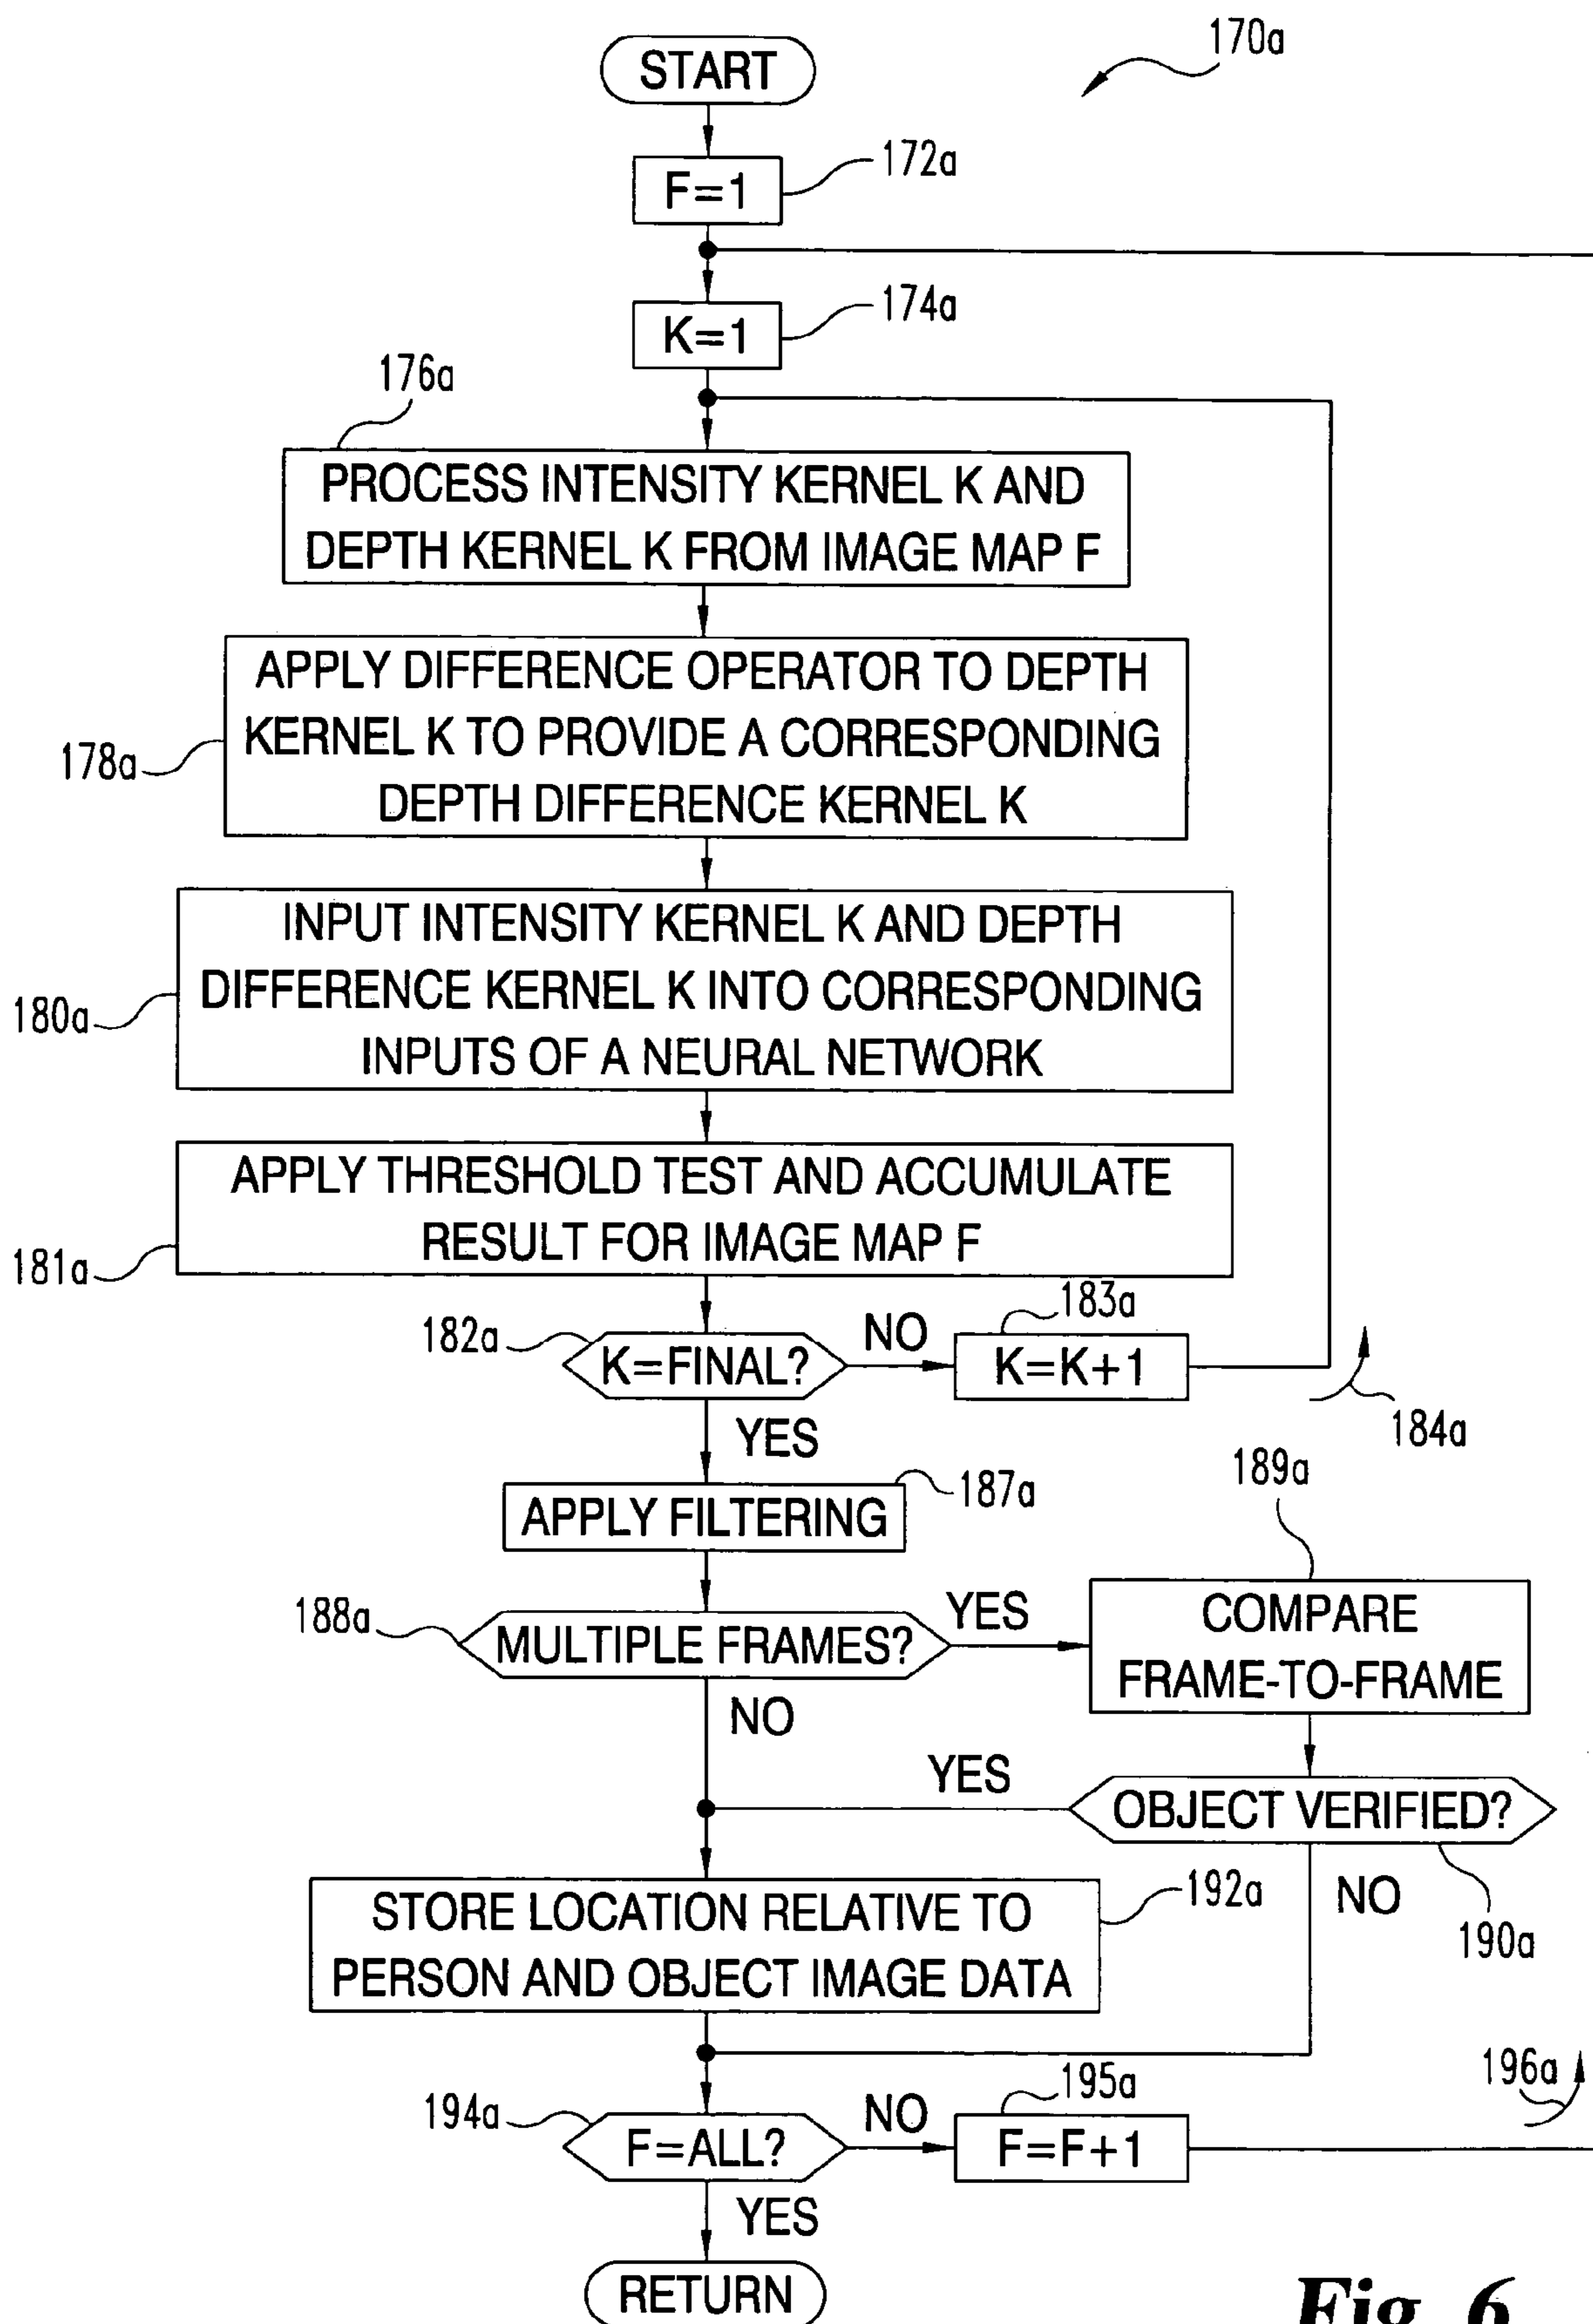 START
170a
F=1
172a
K=1
174a
176a
PROCESS INTENSITY KERNEL K AND
DEPTH KERNEL K FROM IMAGE MAP F
APPLY DIFFERENCE OPERATOR TO DEPTH
KERNEL K TO PROVIDE A CORRESPONDING
DEPTH DIFFERENCE KERNEL K
178a
INPUT INTENSITY KERNEL K AND DEPTH
DIFFERENCE KERNEL K INTO CORRESPONDING
INPUTS OF A NEURAL NETWORK
180a
APPLY THRESHOLD TEST AND ACCUMULATE
RESULT FOR IMAGE MAP F
181a
182a
K=FINAL?
NO
183a
K=K+1
184a
YES
APPLY FILTERING
187a
188a
MULTIPLE FRAMES?
YES
189a
COMPARE
FRAME-TO-FRAME
NO
YES
OBJECT VERIFIED?
190a
NO
STORE LOCATION RELATIVE TO
PERSON AND OBJECT IMAGE DATA
192a
194a
F=ALL?
NO
195a
F=F+1
196a
YES
RETURN
Fig. 6